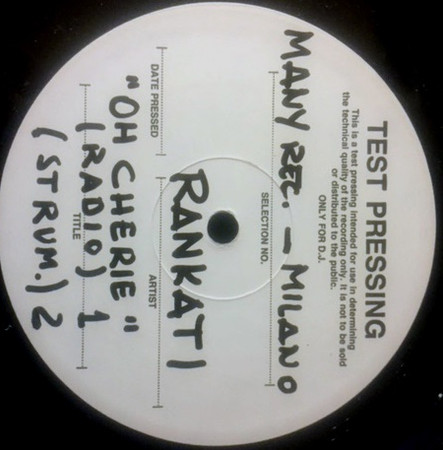 TEST PRESSING
This is a test pressing intended for use in determining
the technical quality of the recording only. It is not to be sold
or distributed to the public.
ONLY FOR D.J.
MANY REC. - MILANO
SELECTION NO.
RANKATI
DATE PRESSED
ARTIST
"OH CHERIE"
(RADIO) 1
TITLE
(STRUM.) 2